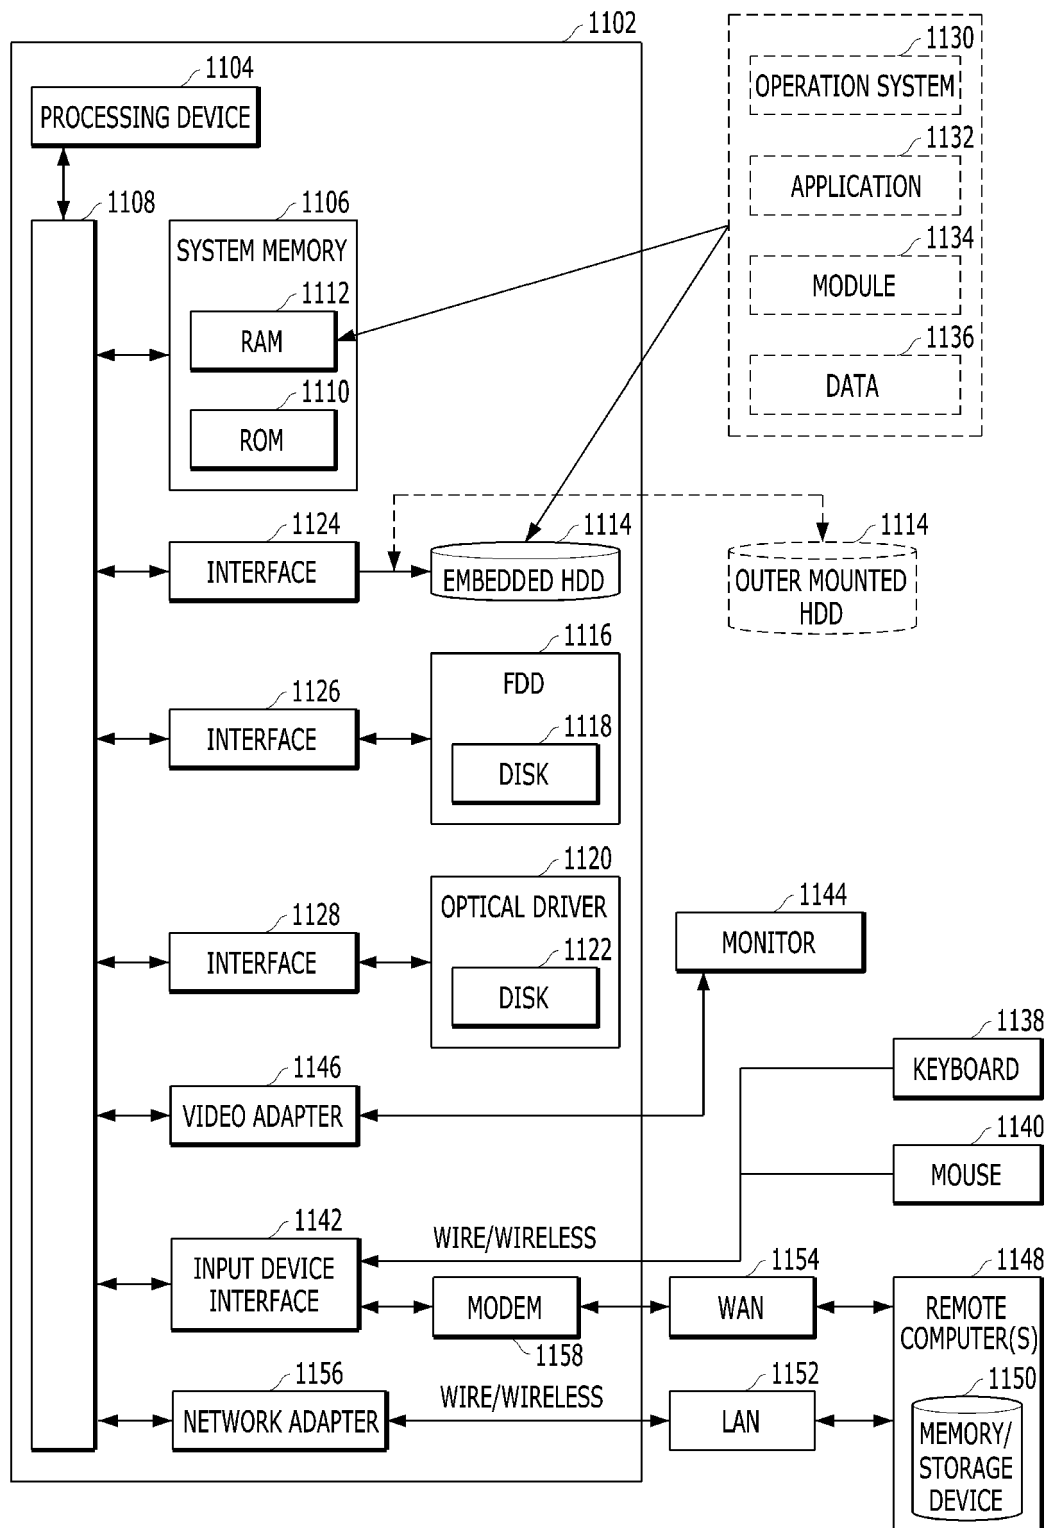 1102
1104
PROCESSING DEVICE
1108
1106
SYSTEM MEMORY
1112
RAM
1110
ROM
1130
OPERATION SYSTEM
1132
APPLICATION
1134
MODULE
1136
DATA
1124
INTERFACE
1114
EMBEDDED HDD
1114
OUTER MOUNTED
HDD
1126
INTERFACE
1116
FDD
1118
DISK
1128
INTERFACE
1120
OPTICAL DRIVER
1122
DISK
1144
MONITOR
1146
VIDEO ADAPTER
1138
KEYBOARD
1140
MOUSE
1142
INPUT DEVICE
INTERFACE
WIRE/WIRELESS
MODEM
1158
1154
WAN
1148
REMOTE
COMPUTER(S)
1150
MEMORY/
STORAGE
DEVICE
1156
NETWORK ADAPTER
WIRE/WIRELESS
1152
LAN